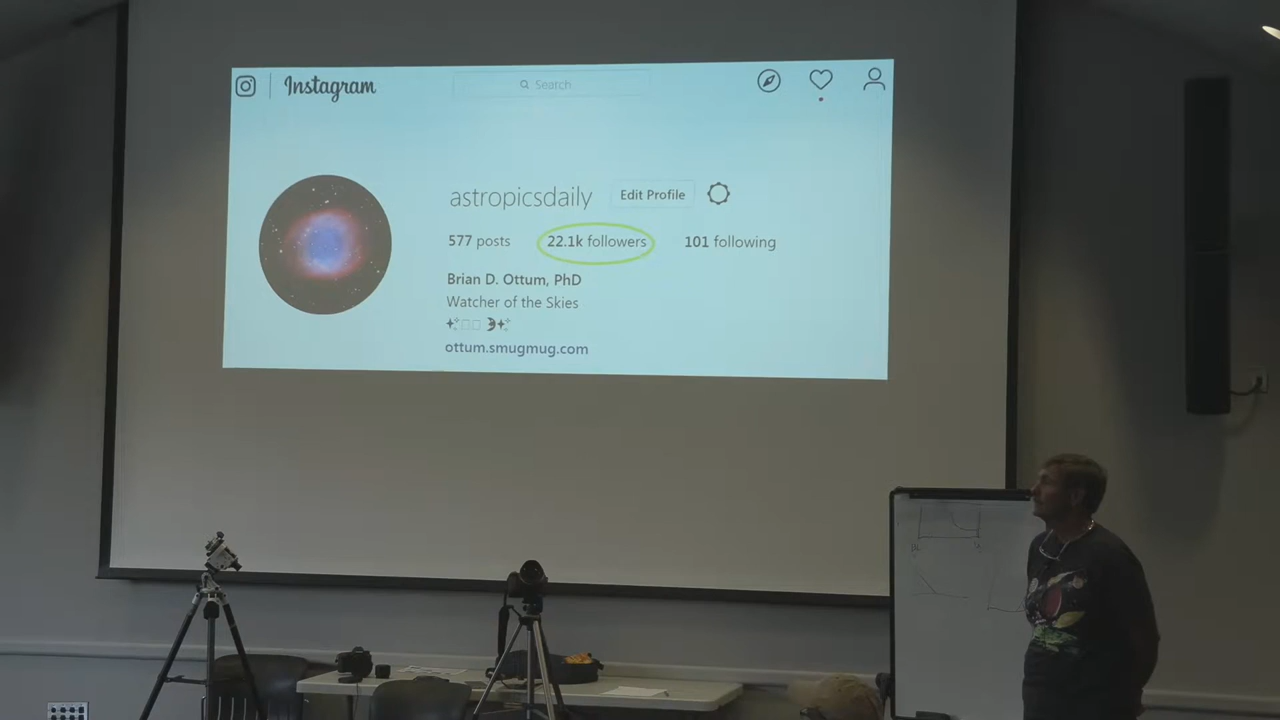 Instagram
Search
astropicsdaily Edit Profile
577 posts 22.1k followers 101 following
Brian D. Ottum, PhD
Watcher of the Skies
ottum.smugmug.com